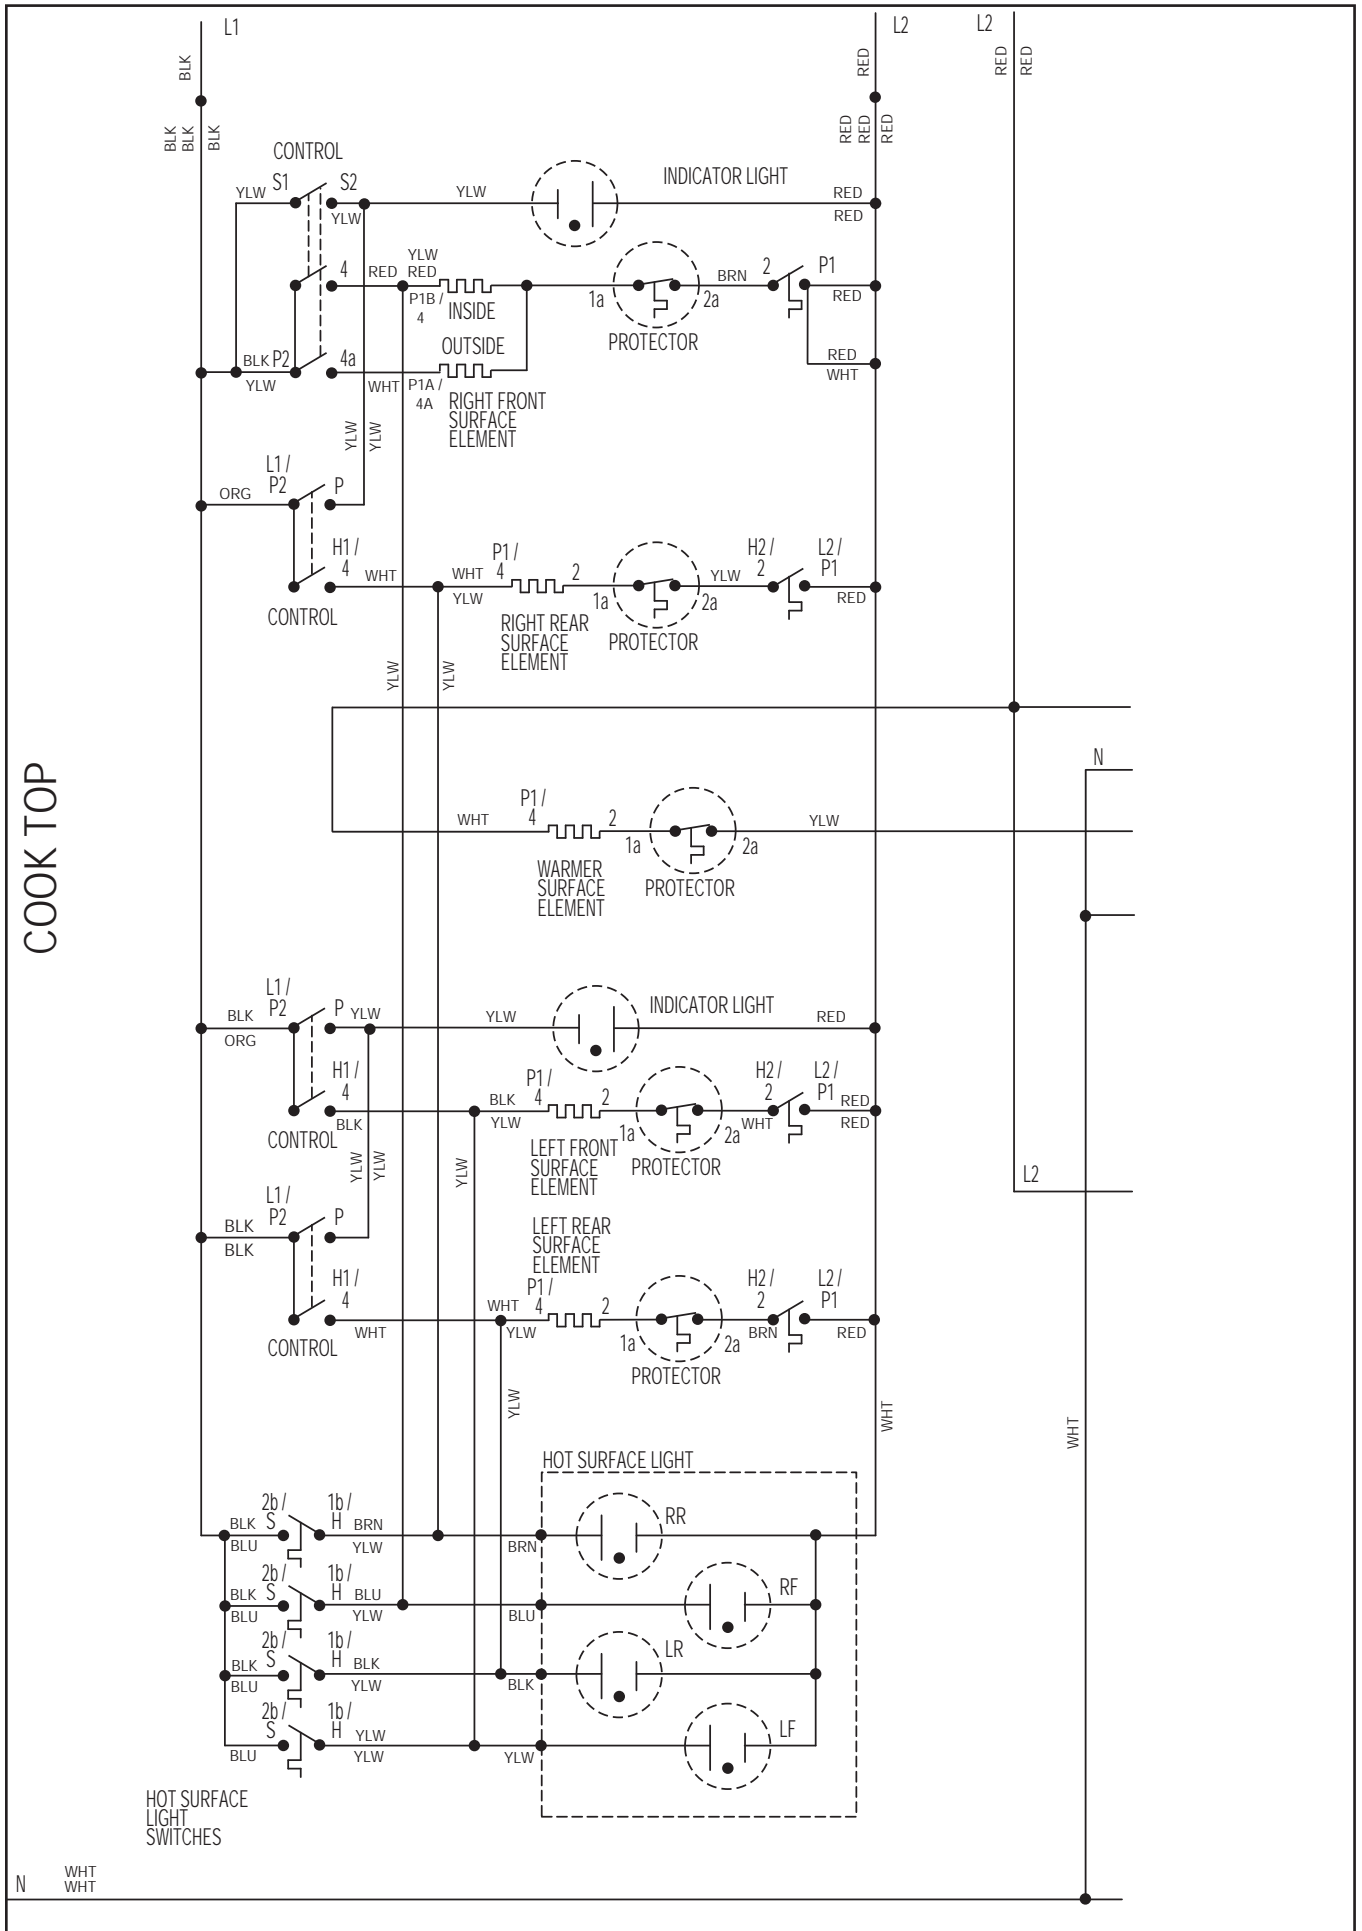 L1
L2
L2
BLK
RED
RED
RED
BLK
BLK
BLK
RED
RED
RED
CONTROL
INDICATOR LIGHT
S1
S2
YLW
YLW
YLW
RED
RED
4
YLW
RED
RED
P1B /
4
INSIDE
1a
2a
BRN
2
P1
RED
PROTECTOR
OUTSIDE
BLK
P2
YLW
4a
WHT
P1A /
4A
RED
WHT
RIGHT FRONT
SURFACE
ELEMENT
YLW
YLW
L1 /
P2
P
ORG
H1 /
4
WHT
WHT
YLW
P1 /
4
2
1a
2a
YLW
H2 /
2
L2 /
P1
RED
CONTROL
RIGHT REAR
SURFACE
ELEMENT
PROTECTOR
YLW
YLW
COOK TOP
N
WHT
P1 /
4
2
1a
2a
YLW
WARMER
SURFACE
ELEMENT
PROTECTOR
L1 /
P2
P
BLK
ORG
YLW
YLW
INDICATOR LIGHT
RED
H1 /
4
BLK
BLK
YLW
P1 /
4
2
1a
2a
WHT
H2 /
2
L2 /
P1
RED
RED
CONTROL
LEFT FRONT
SURFACE
ELEMENT
PROTECTOR
YLW
YLW
YLW
L2
L1 /
P2
P
BLK
BLK
LEFT REAR
SURFACE
ELEMENT
H1 /
4
WHT
WHT
YLW
P1 /
4
2
1a
2a
BRN
H2 /
2
L2 /
P1
RED
CONTROL
PROTECTOR
YLW
WHT
WHT
HOT SURFACE LIGHT
2b /
S
1b /
H
BLK
BLU
BRN
YLW
BRN
RR
2b /
S
1b /
H
BLK
BLU
BLU
YLW
BLU
RF
2b /
S
1b /
H
BLK
BLU
BLK
YLW
BLK
LR
2b /
S
1b /
H
BLU
YLW
YLW
YLW
LF
HOT SURFACE
LIGHT
SWITCHES
N
WHT
WHT